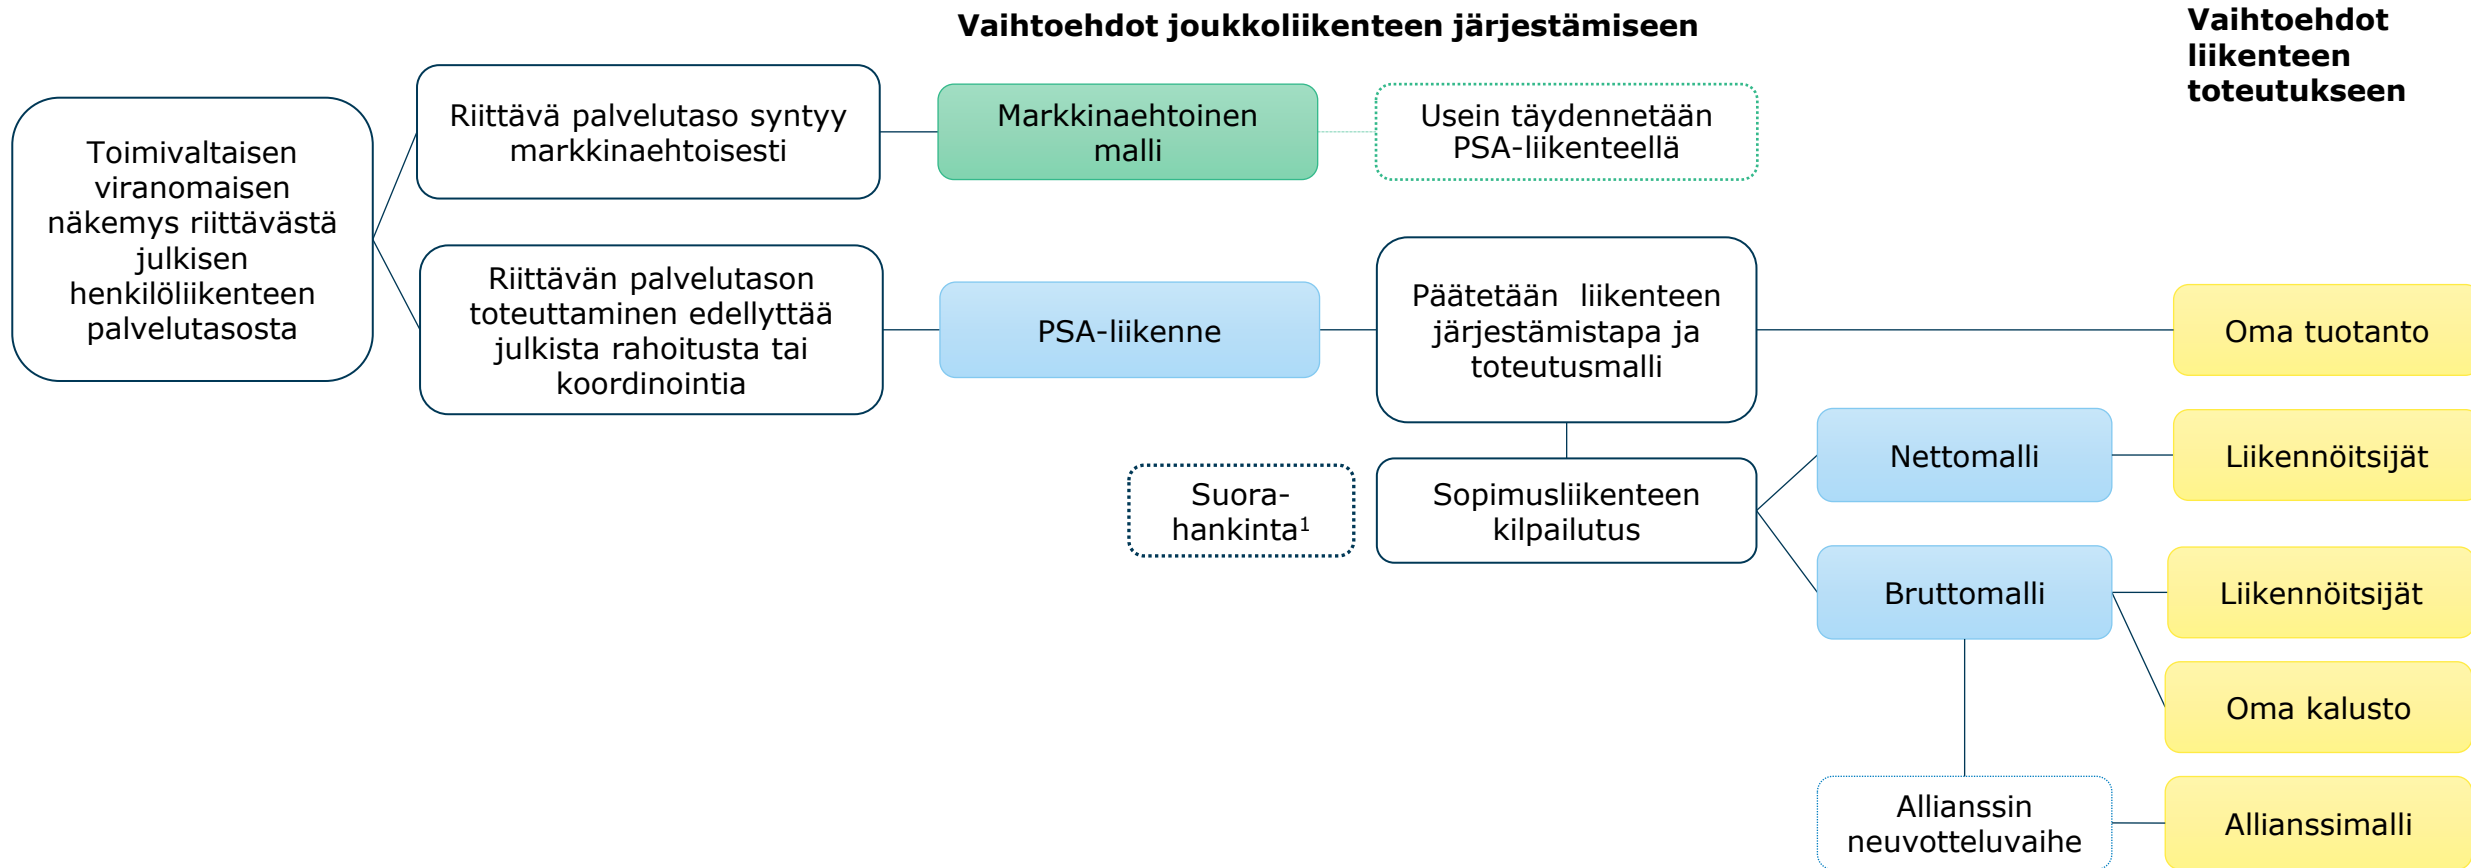 Vaihtoehdot joukkoliikenteen järjestämiseen
Vaihtoehdot
liikenteen
toteutukseen
Toimivaltaisen
viranomaisen
näkemys riittävästä
julkisen
henkilöliikenteen
palvelutasosta
Riittävä palvelutaso syntyy
markkinaehtoisesti
Markkinaehtoinen
malli
Usein täydennetään
PSA-liikenteellä
Riittävän palvelutason
toteuttaminen edellyttää
julkista rahoitusta tai
koordinointia
PSA-liikenne
Päätetään liikenteen
järjestämistapa ja
toteutusmalli
Oma tuotanto
Suora-
hankinta¹
Sopimusliikenteen
kilpailutus
Nettomalli
Liikennöitsijät
Bruttomalli
Liikennöitsijät
Oma kalusto
Allianssin
neuvotteluvaihe
Allianssimalli